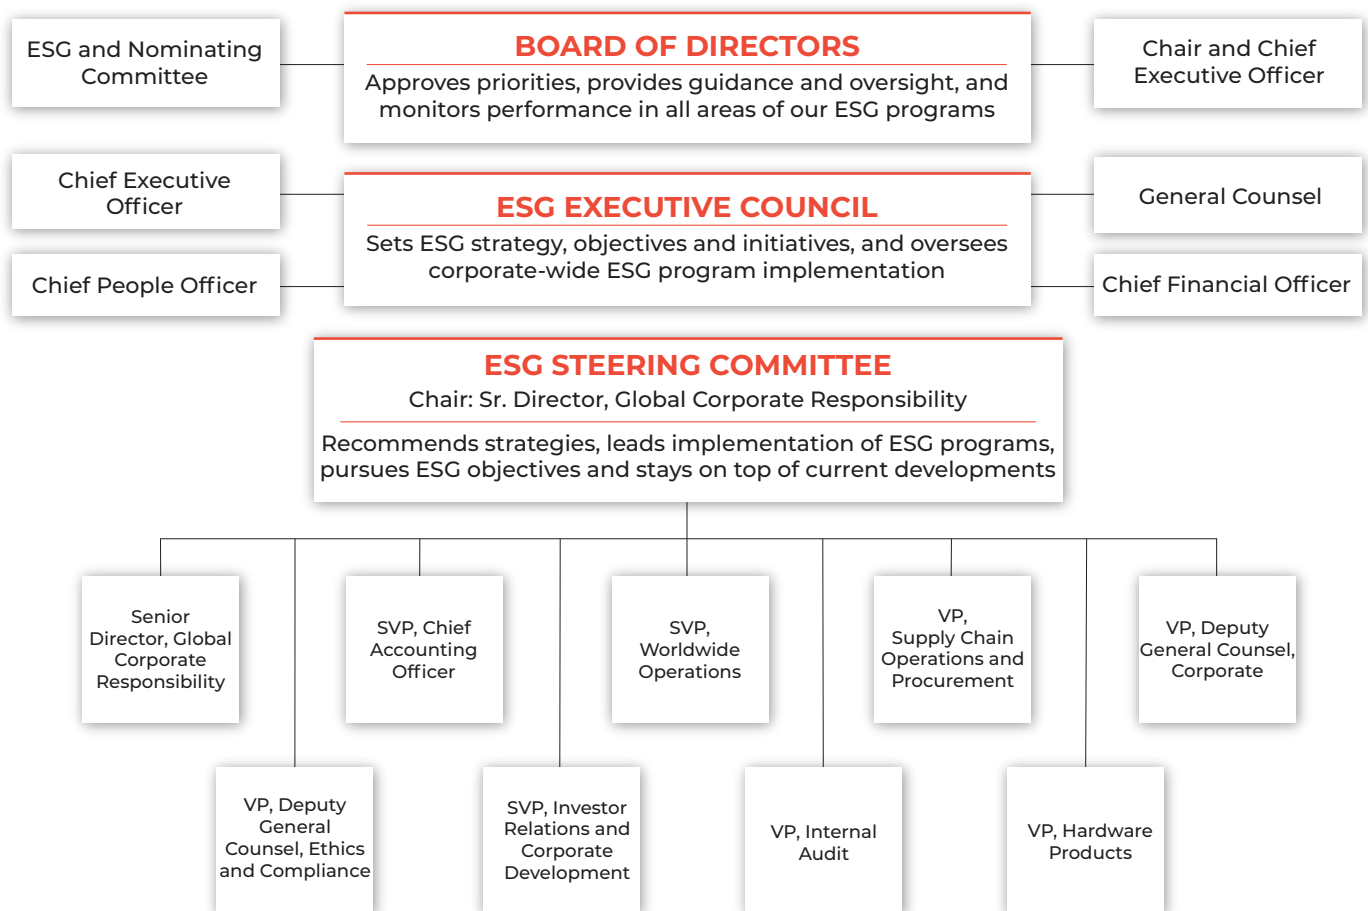 ESG and Nominating
Committee
BOARD OF DIRECTORS
Approves priorities, provides guidance and oversight, and
monitors performance in all areas of our ESG programs
Chair and Chief
Executive Officer
Chief Executive
Officer
Chief People Officer
ESG EXECUTIVE COUNCIL
Sets ESG strategy, objectives and initiatives, and oversees
corporate-wide ESG program implementation
General Counsel
Chief Financial Officer
ESG STEERING COMMITTEE
Chair: Sr. Director, Global Corporate Responsibility
Recommends strategies, leads implementation of ESG programs,
pursues ESG objectives and stays on top of current developments
Senior
Director, Global
Corporate
Responsibility
SVP, Chief
Accounting
Officer
SVP,
Worldwide
Operations
VP,
Supply Chain
Operations and
Procurement
VP, Deputy
General Counsel,
Corporate
VP, Deputy
General
Counsel, Ethics
and Compliance
SVP, Investor
Relations and
Corporate
Development
VP, Internal
Audit
VP, Hardware
Products